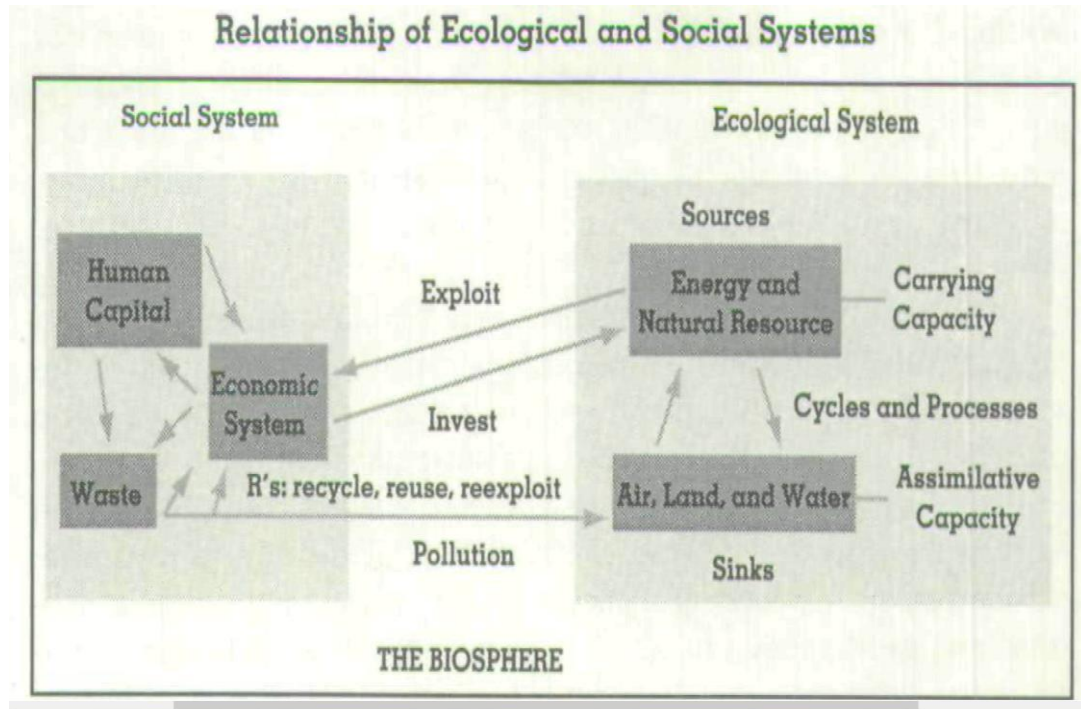 Relationship of Ecological and Social Systems
Social System
Ecological System
Sources
Human
Capital
Exploit
Energy and
Natural Resource
Carrying
Capacity
Economic
System
Invest
Cycles and Processes
Waste
R's: recycle, reuse, reexploit
Air, Land, and Water
Assimilative
Capacity
Pollution
Sinks
THE BIOSPHERE